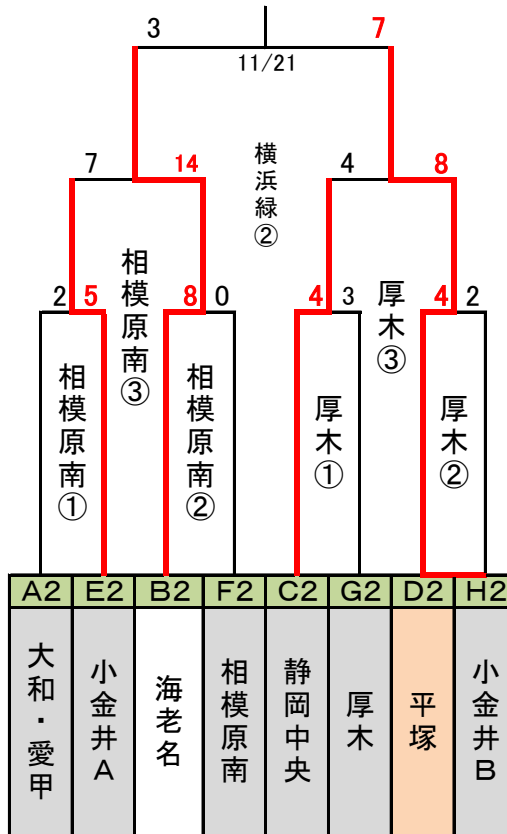 3 7
11/21
7 14 4 8
横浜緑②
2 5 8 0 4 3 4 2
相模原南③
厚木③
相模原南①
相模原南②
厚木①
厚木②
A2 E2 B2 F2 C2 G2 D2 H2
大和・愛甲
小金井A
海老名
相模原南
静岡中央
厚木
平塚
小金井B